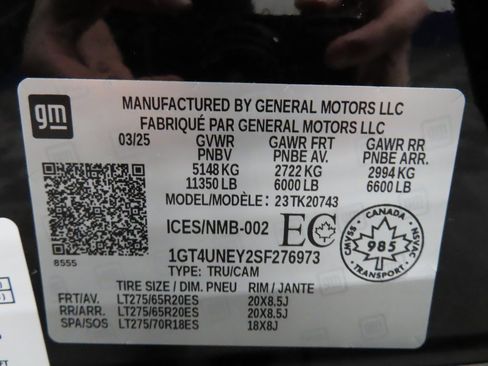 gm
MANUFACTURED BY GENERAL MOTORS LLC
FABRIQUÉ PAR GENERAL MOTORS LLC
03/25 GVWR GAWR FRT GAWR RR
PNBV PNBE AV. PNBE ARR.
5148 KG 2722 KG 2994 KG
11350 LB 6000 LB 6600 LB
MODEL/MODÈLE: 23TK20743
ICES/NMB-002 EC
CANADA
CMVSS 985 NSVAC
8555
1GT4UNEY2SF276973
TYPE: TRU/CAM
TIRE SIZE / DIM. PNEU RIM / JANTE
FRT/AV. LT275/65R20ES 20X8.5J
RR/ARR. LT275/65R20ES 20X8.5J
SPA/SOS LT275/70R18ES 18X8J